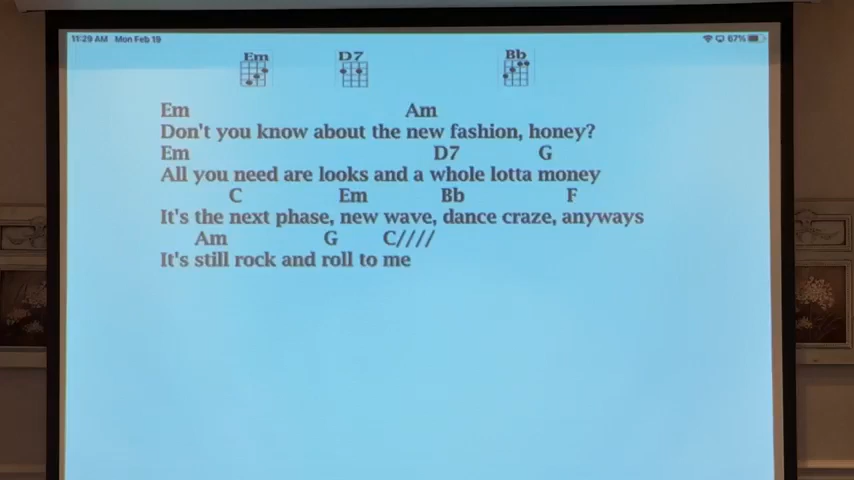 11:29 AM Mon Feb 19 67%
Em D7 Bb
Em Am
Don't you know about the new fashion, honey?
Em D7 G
All you need are looks and a whole lotta money
C Em Bb F
It's the next phase, new wave, dance craze, anyways
Am G C////
It's still rock and roll to me